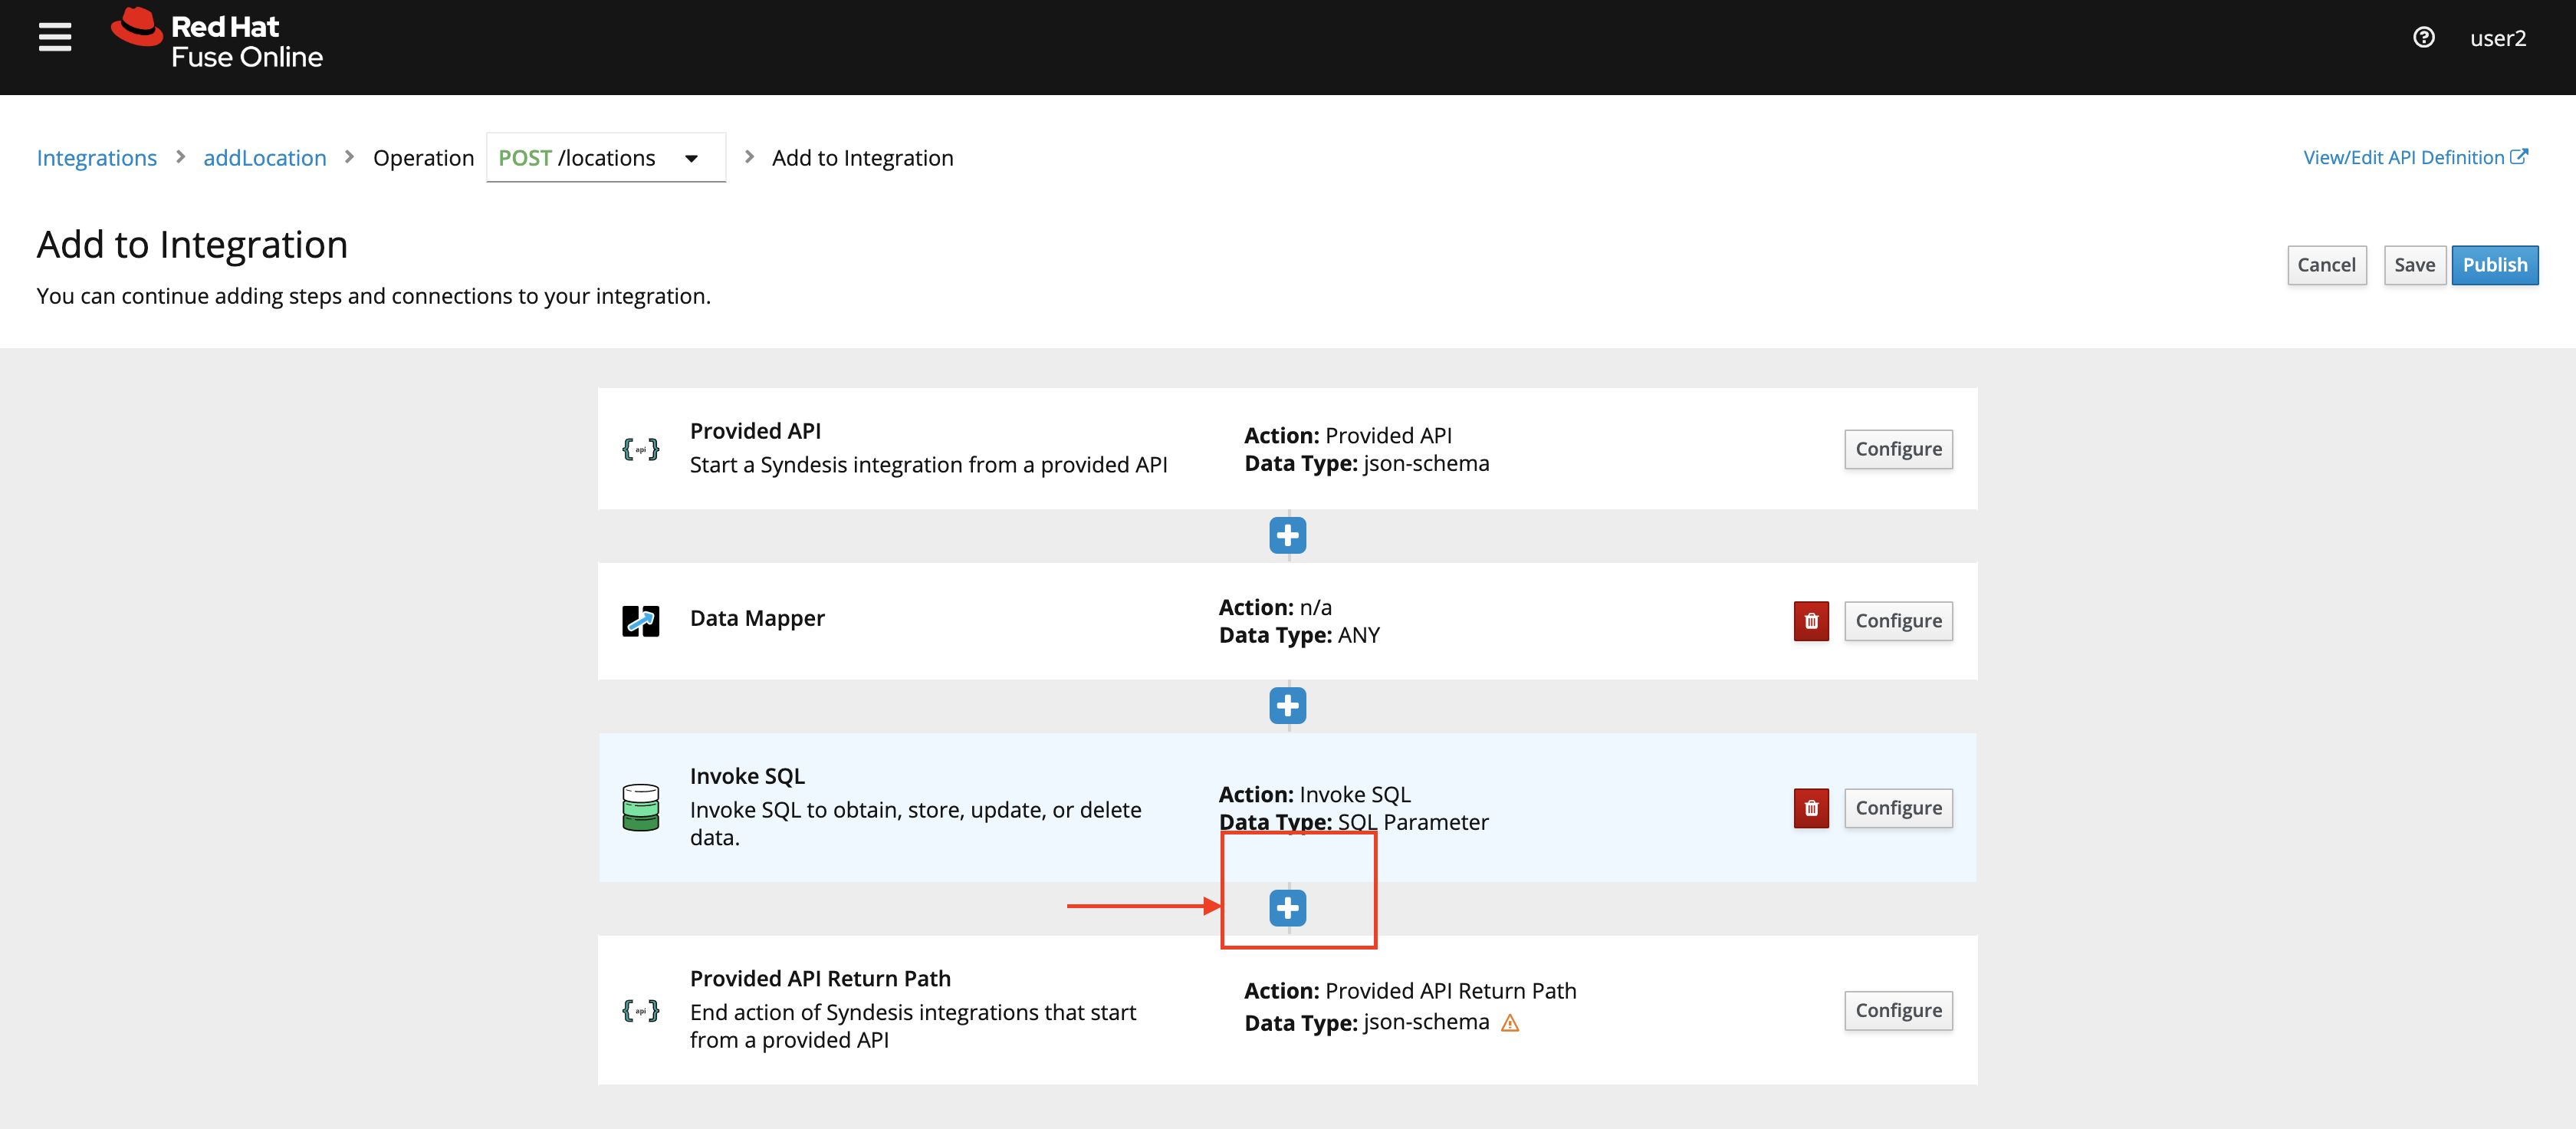 Red Hat
Fuse Online
user2
Integrations > addLocation > Operation POST /locations > Add to Integration
View/Edit API Definition
Add to Integration
Cancel Save Publish
You can continue adding steps and connections to your integration.
Provided API
Start a Syndesis integration from a provided API
Action: Provided API
Data Type: json-schema
Configure
Data Mapper
Action: n/a
Data Type: ANY
Configure
Invoke SQL
Invoke SQL to obtain, store, update, or delete
data.
Action: Invoke SQL
Data Type: SQL Parameter
Configure
Provided API Return Path
End action of Syndesis integrations that start
from a provided API
Action: Provided API Return Path
Data Type: json-schema
Configure